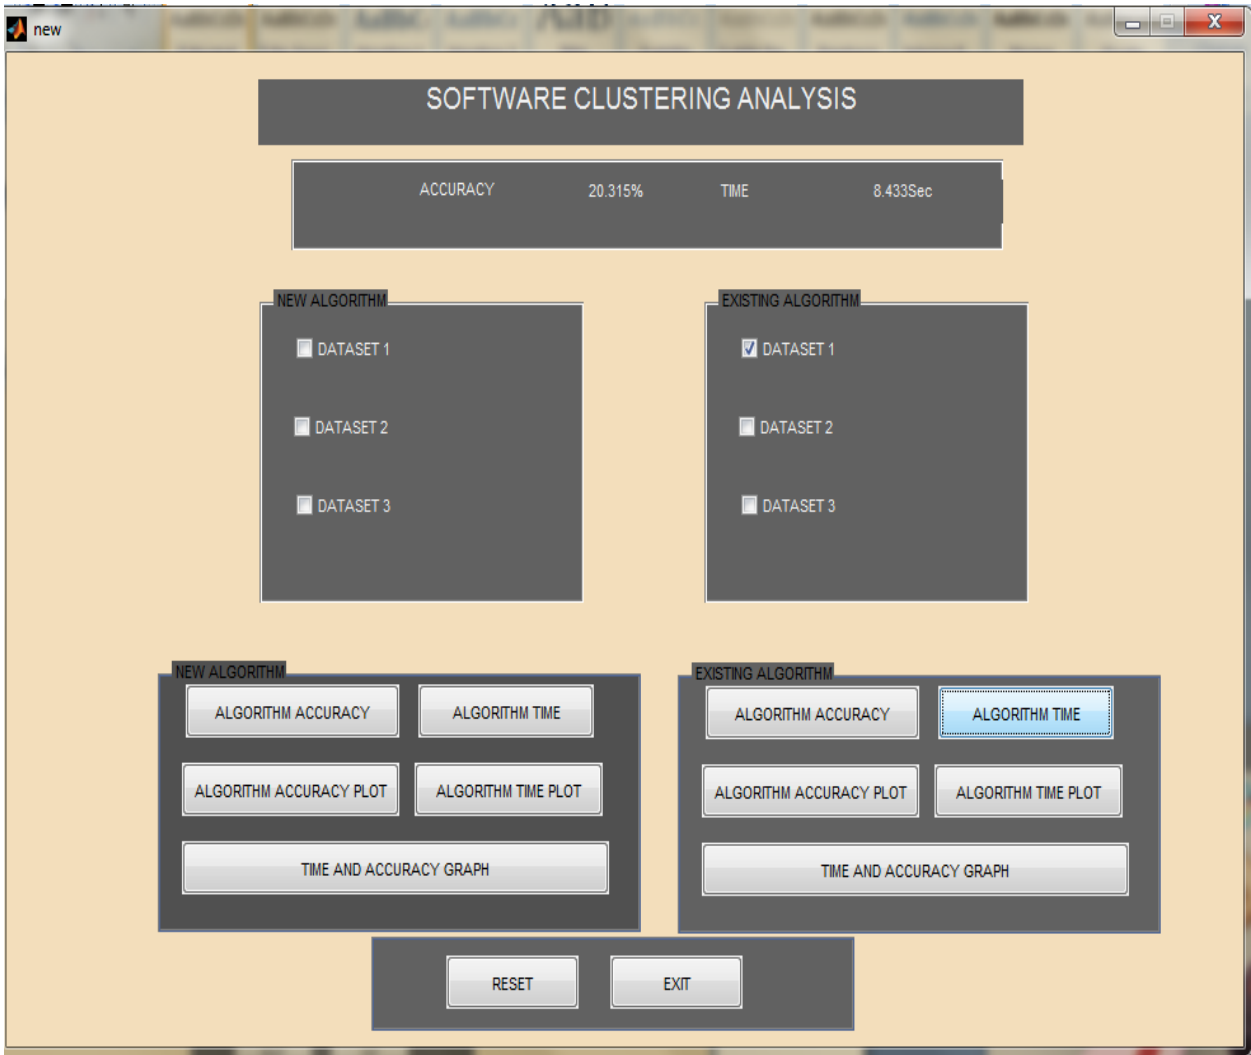 new
X
SOFTWARE CLUSTERING ANALYSIS
ACCURACY 20.315% TIME 8.433Sec
NEW ALGORITHM
DATASET 1
DATASET 2
DATASET 3
EXISTING ALGORITHM
DATASET 1
DATASET 2
DATASET 3
NEW ALGORITHM
ALGORITHM ACCURACY ALGORITHM TIME
ALGORITHM ACCURACY PLOT ALGORITHM TIME PLOT
TIME AND ACCURACY GRAPH
EXISTING ALGORITHM
ALGORITHM ACCURACY ALGORITHM TIME
ALGORITHM ACCURACY PLOT ALGORITHM TIME PLOT
TIME AND ACCURACY GRAPH
RESET EXIT